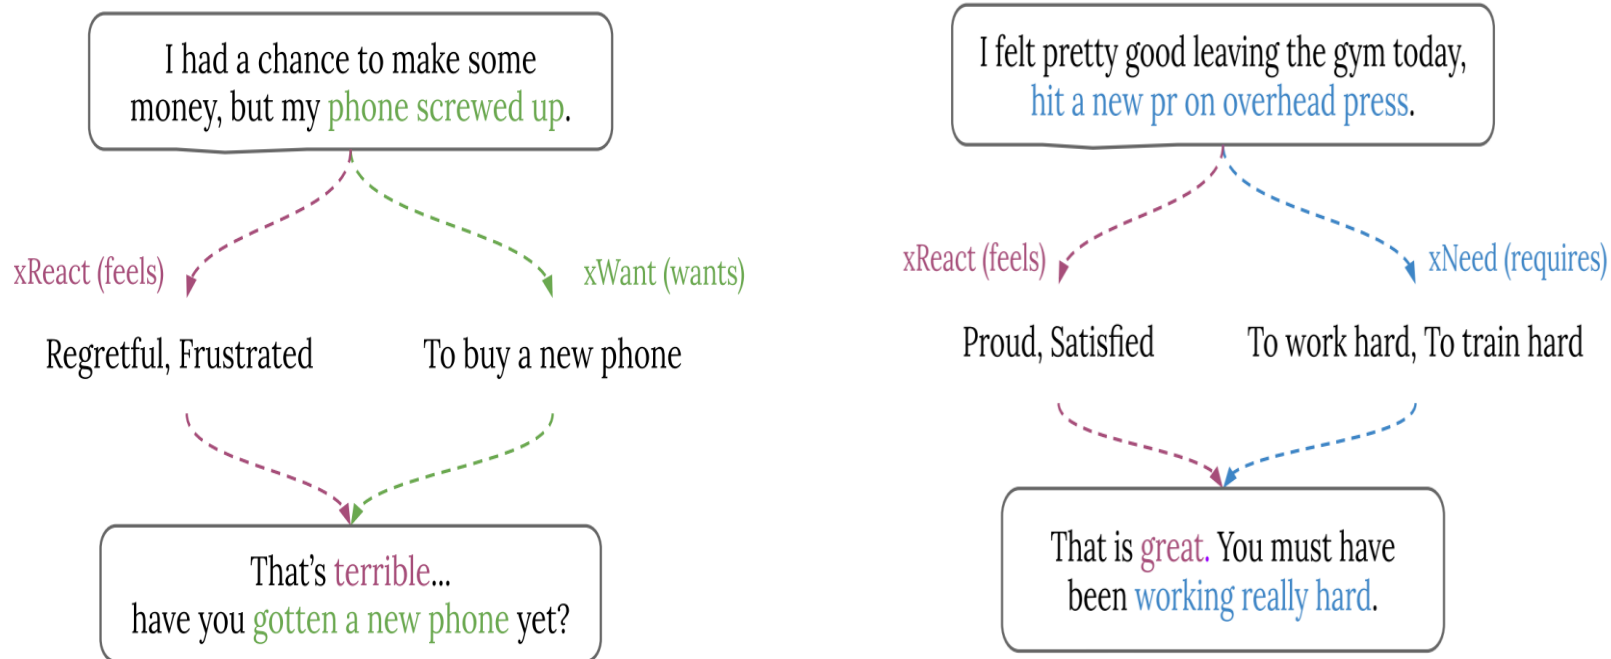 I had a chance to make some
money, but my phone screwed up.
xReact (feels)
xWant (wants)
Regretful, Frustrated
To buy a new phone
That's terrible...
have you gotten a new phone yet?
I felt pretty good leaving the gym today,
hit a new pr on overhead press.
xReact (feels)
xNeed (requires)
Proud, Satisfied
To work hard, To train hard
That is great. You must have
been working really hard.